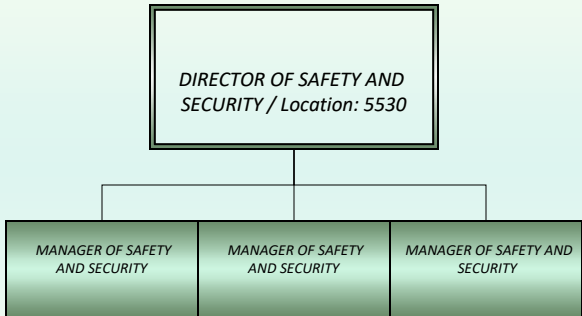 DIRECTOR OF SAFETY AND
SECURITY / Location: 5530
MANAGER OF SAFETY
AND SECURITY
MANAGER OF SAFETY
AND SECURITY
MANAGER OF SAFETY AND
SECURITY